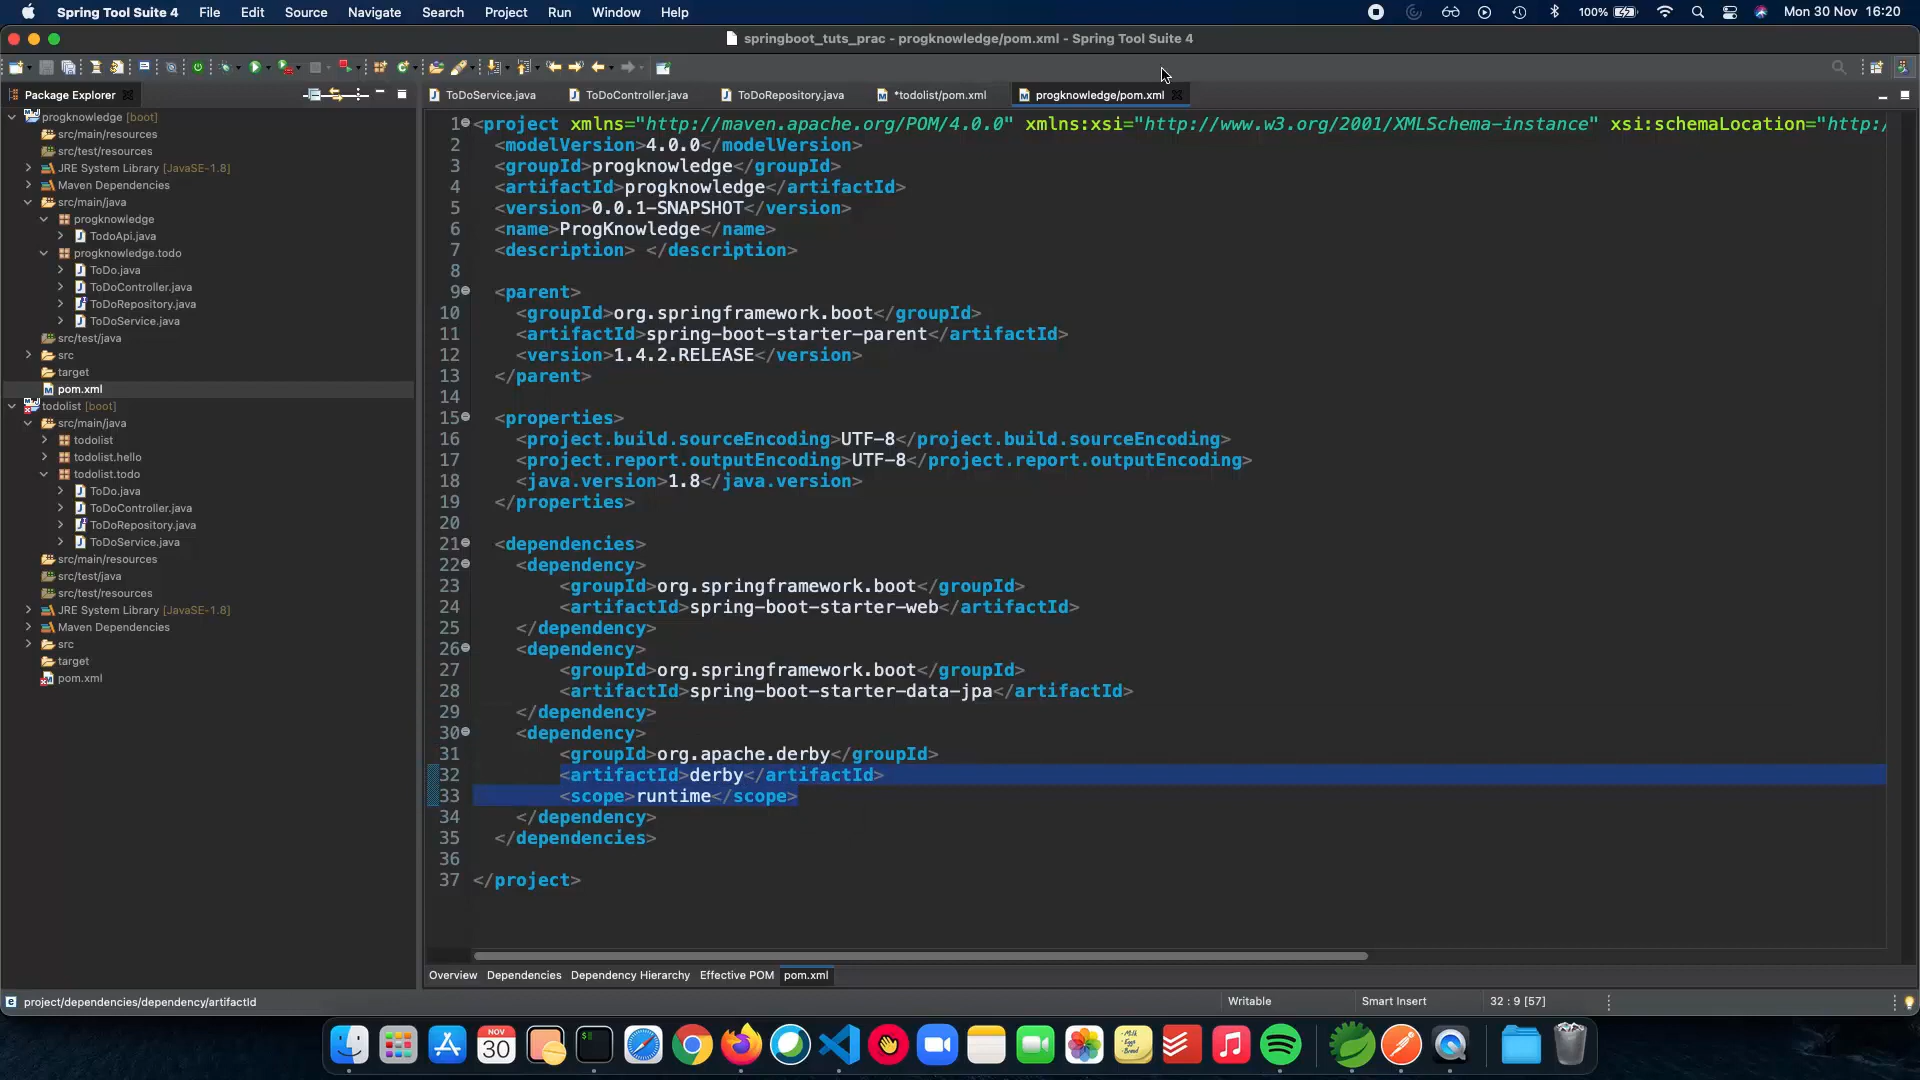 Spring Tool Suite 4 File Edit Source Navigate Search Project Run Window Help 100% Mon 30 Nov 16:20
springboot_tuts_prac - progknowledge/pom.xml - Spring Tool Suite 4
Package Explorer
progknowledge [boot]
src/main/resources
src/test/resources
JRE System Library [JavaSE-1.8]
Maven Dependencies
src/main/java
progknowledge
TodoApi.java
progknowledge.todo
ToDo.java
ToDoController.java
ToDoRepository.java
ToDoService.java
src/test/java
src
target
pom.xml
todolist [boot]
src/main/java
todolist
todolist.hello
todolist.todo
ToDo.java
ToDoController.java
ToDoRepository.java
ToDoService.java
src/main/resources
src/test/java
src/test/resources
JRE System Library [JavaSE-1.8]
Maven Dependencies
src
target
pom.xml
ToDoService.java ToDoController.java ToDoRepository.java *todolist/pom.xml progknowledge/pom.xml
1 <project xmlns="http://maven.apache.org/POM/4.0.0" xmlns:xsi="http://www.w3.org/2001/XMLSchema-instance" xsi:schemaLocation="http:/
2 <modelVersion>4.0.0</modelVersion>
3 <groupId>progknowledge</groupId>
4 <artifactId>progknowledge</artifactId>
5 <version>0.0.1-SNAPSHOT</version>
6 <name>ProgKnowledge</name>
7 <description> </description>
8
9 <parent>
10 <groupId>org.springframework.boot</groupId>
11 <artifactId>spring-boot-starter-parent</artifactId>
12 <version>1.4.2.RELEASE</version>
13 </parent>
14
15 <properties>
16 <project.build.sourceEncoding>UTF-8</project.build.sourceEncoding>
17 <project.report.outputEncoding>UTF-8</project.report.outputEncoding>
18 <java.version>1.8</java.version>
19 </properties>
20
21 <dependencies>
22 <dependency>
23 <groupId>org.springframework.boot</groupId>
24 <artifactId>spring-boot-starter-web</artifactId>
25 </dependency>
26 <dependency>
27 <groupId>org.springframework.boot</groupId>
28 <artifactId>spring-boot-starter-data-jpa</artifactId>
29 </dependency>
30 <dependency>
31 <groupId>org.apache.derby</groupId>
32 <artifactId>derby</artifactId>
33 <scope>runtime</scope>
34 </dependency>
35 </dependencies>
36
37 </project>
Overview Dependencies Dependency Hierarchy Effective POM pom.xml
project/dependencies/dependency/artifactId Writable Smart Insert 32 : 9 [57]
NOV
30